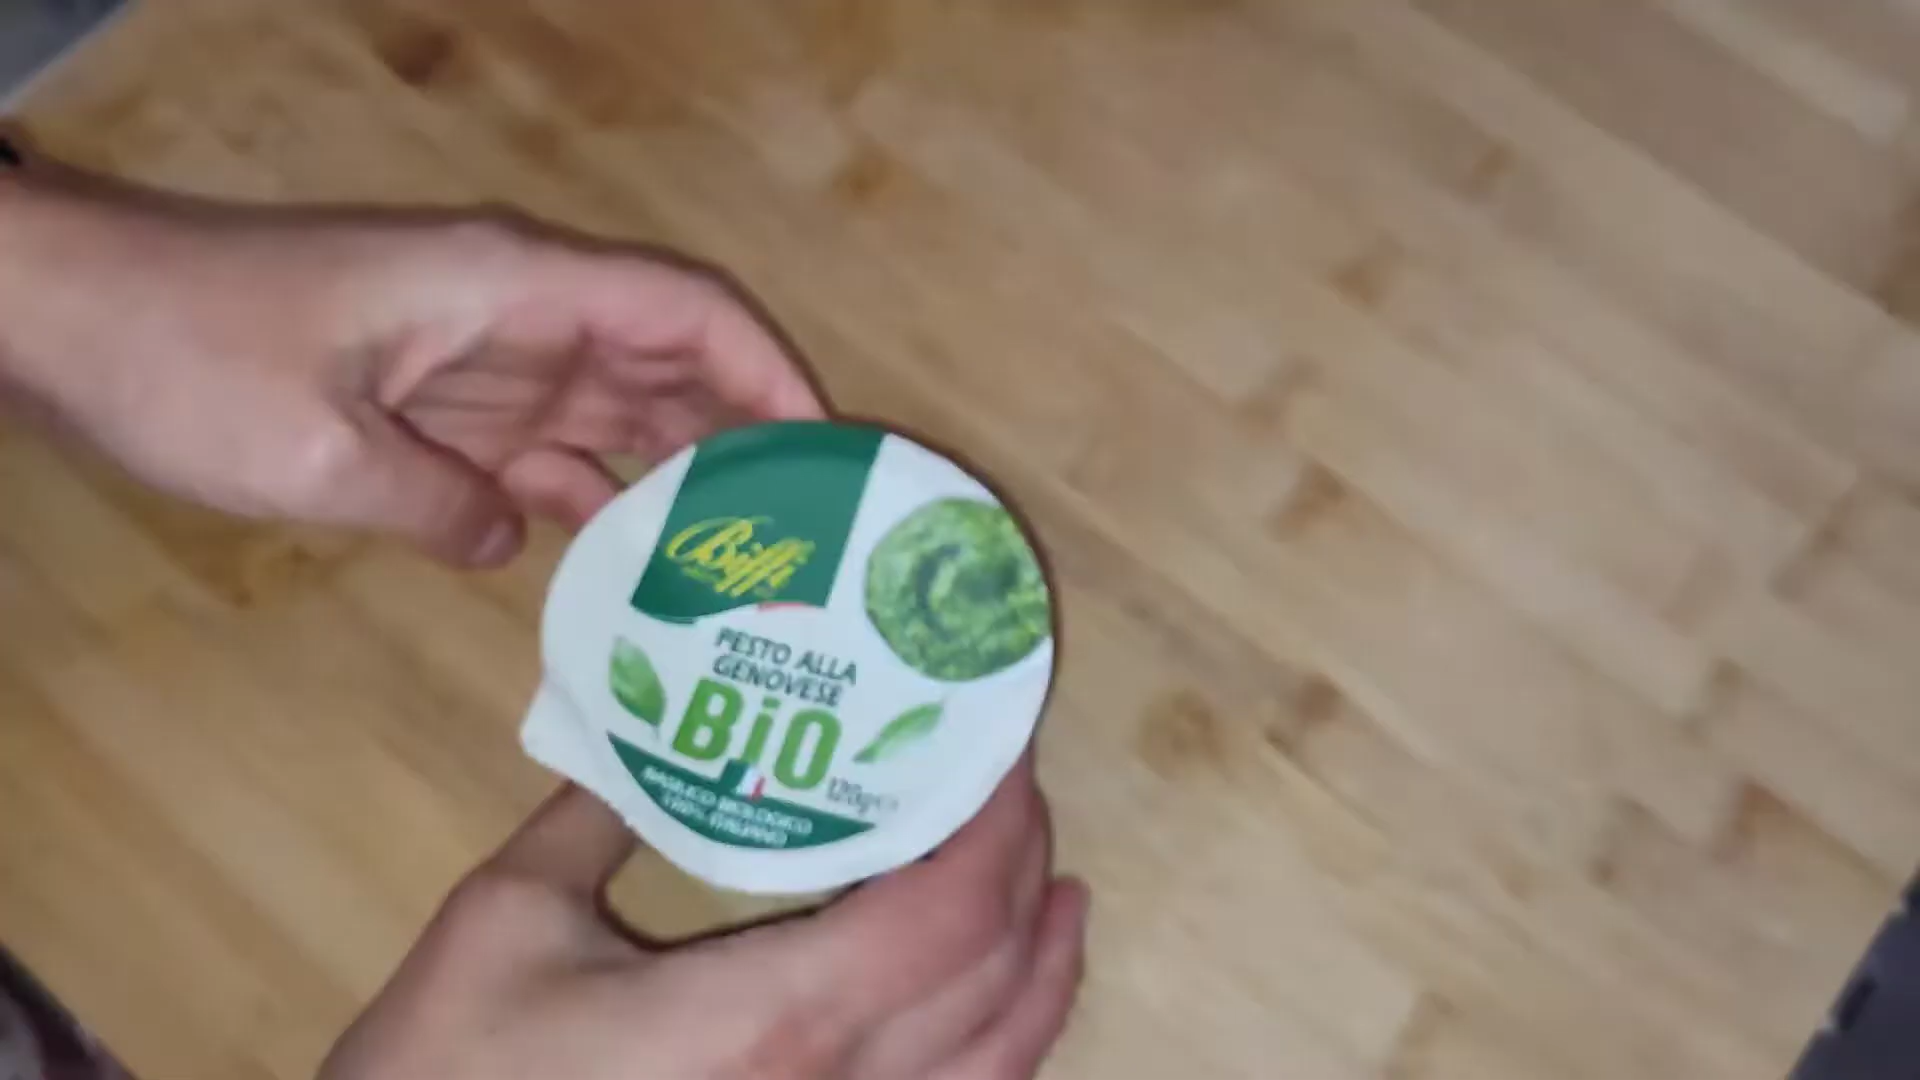 Biffi
PESTO ALLA
GENOVESE
BiO
120g e
BASILICO BIOLOGICO
100% ITALIANO